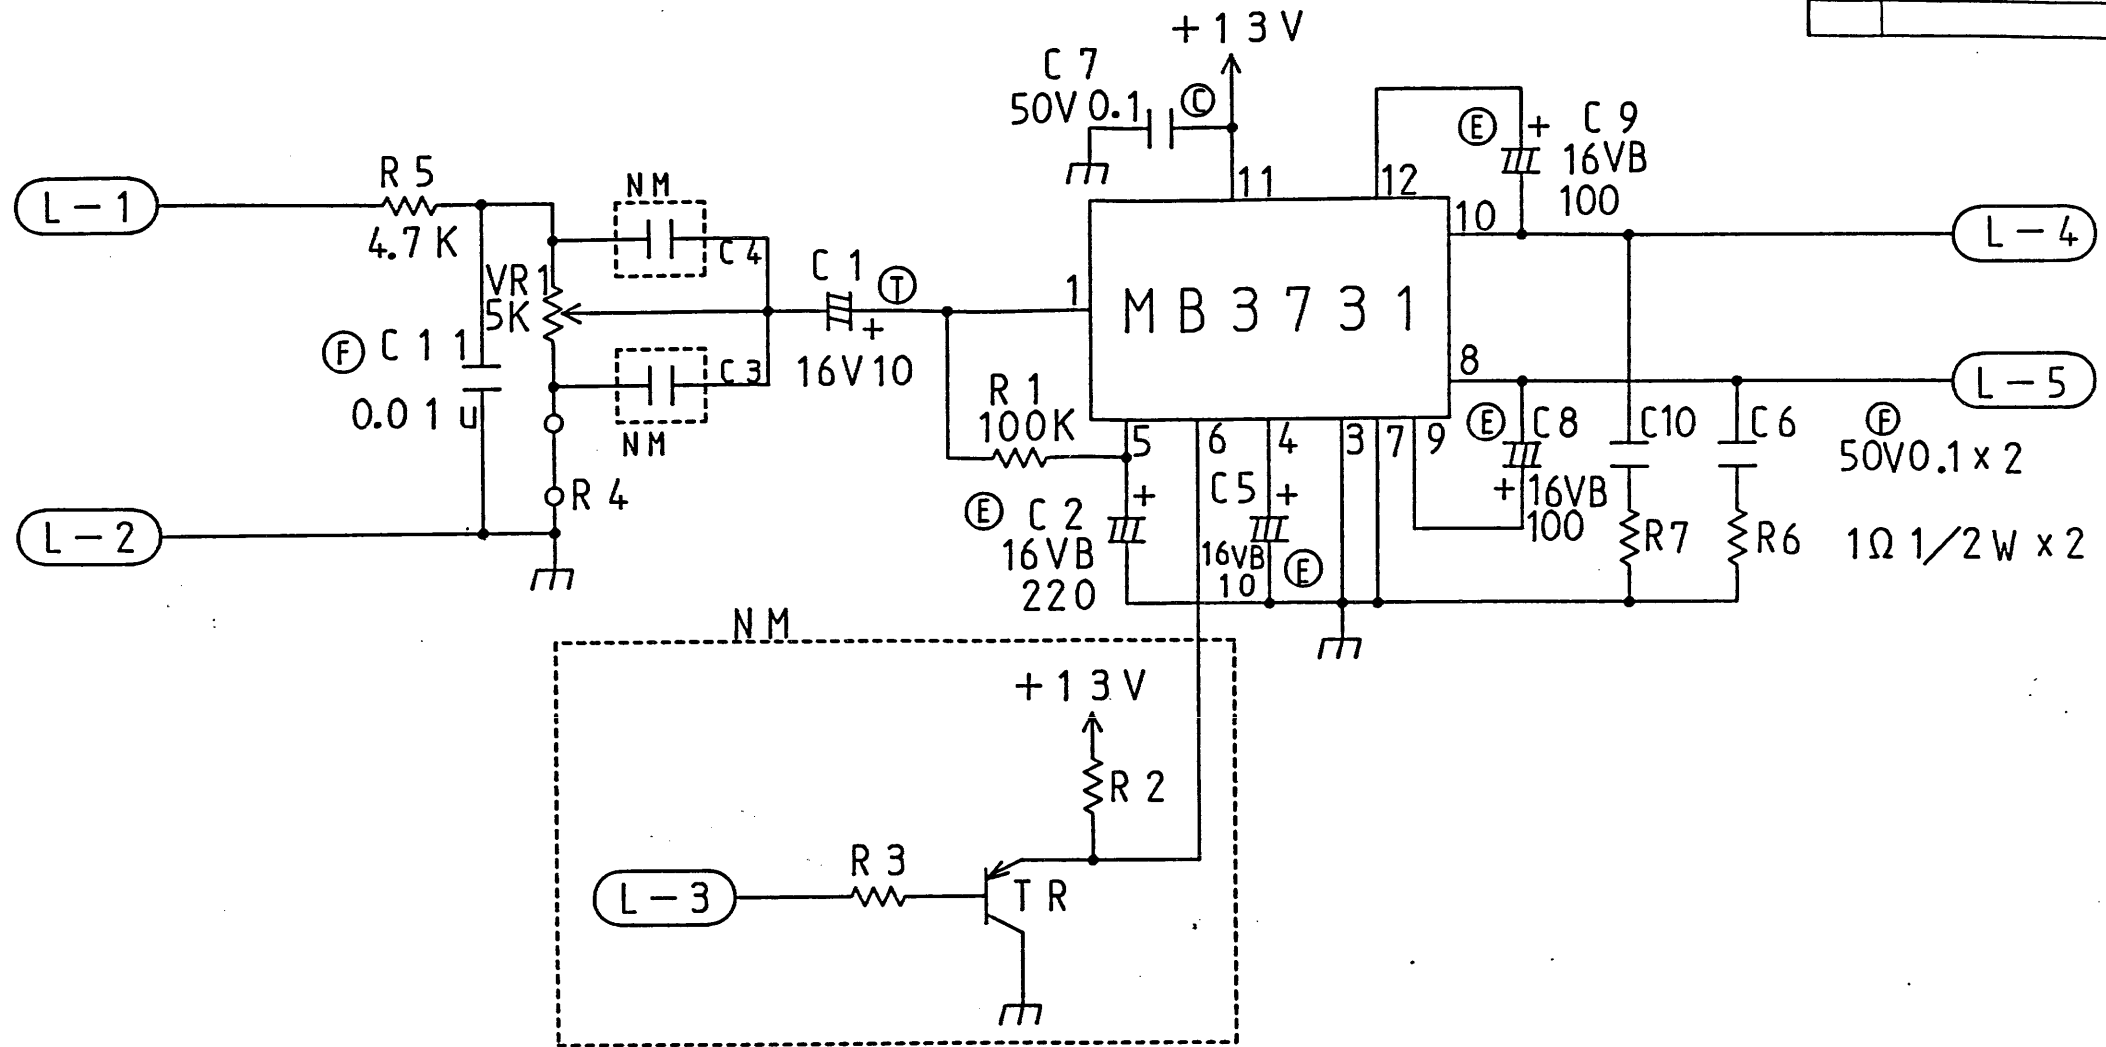 +13V
C7
50V 0.1
C
E
+
C9
16VB
100
11
12
10
L-1
R5
4.7K
NM
C4
L-4
VR1
5K
C1
T
+
16V10
1
MB3731
8
L-5
F
C11
0.01u
C3
NM
R1
100K
5
6
4
3
7
9
E
C8
+
16VB
100
C10
C6
F
50V0.1×2
R4
E
C2
+
16VB
220
C5
+
16VB
10
E
R7
R6
1Ω 1/2W×2
L-2
NM
+13V
R2
R3
L-3
TR